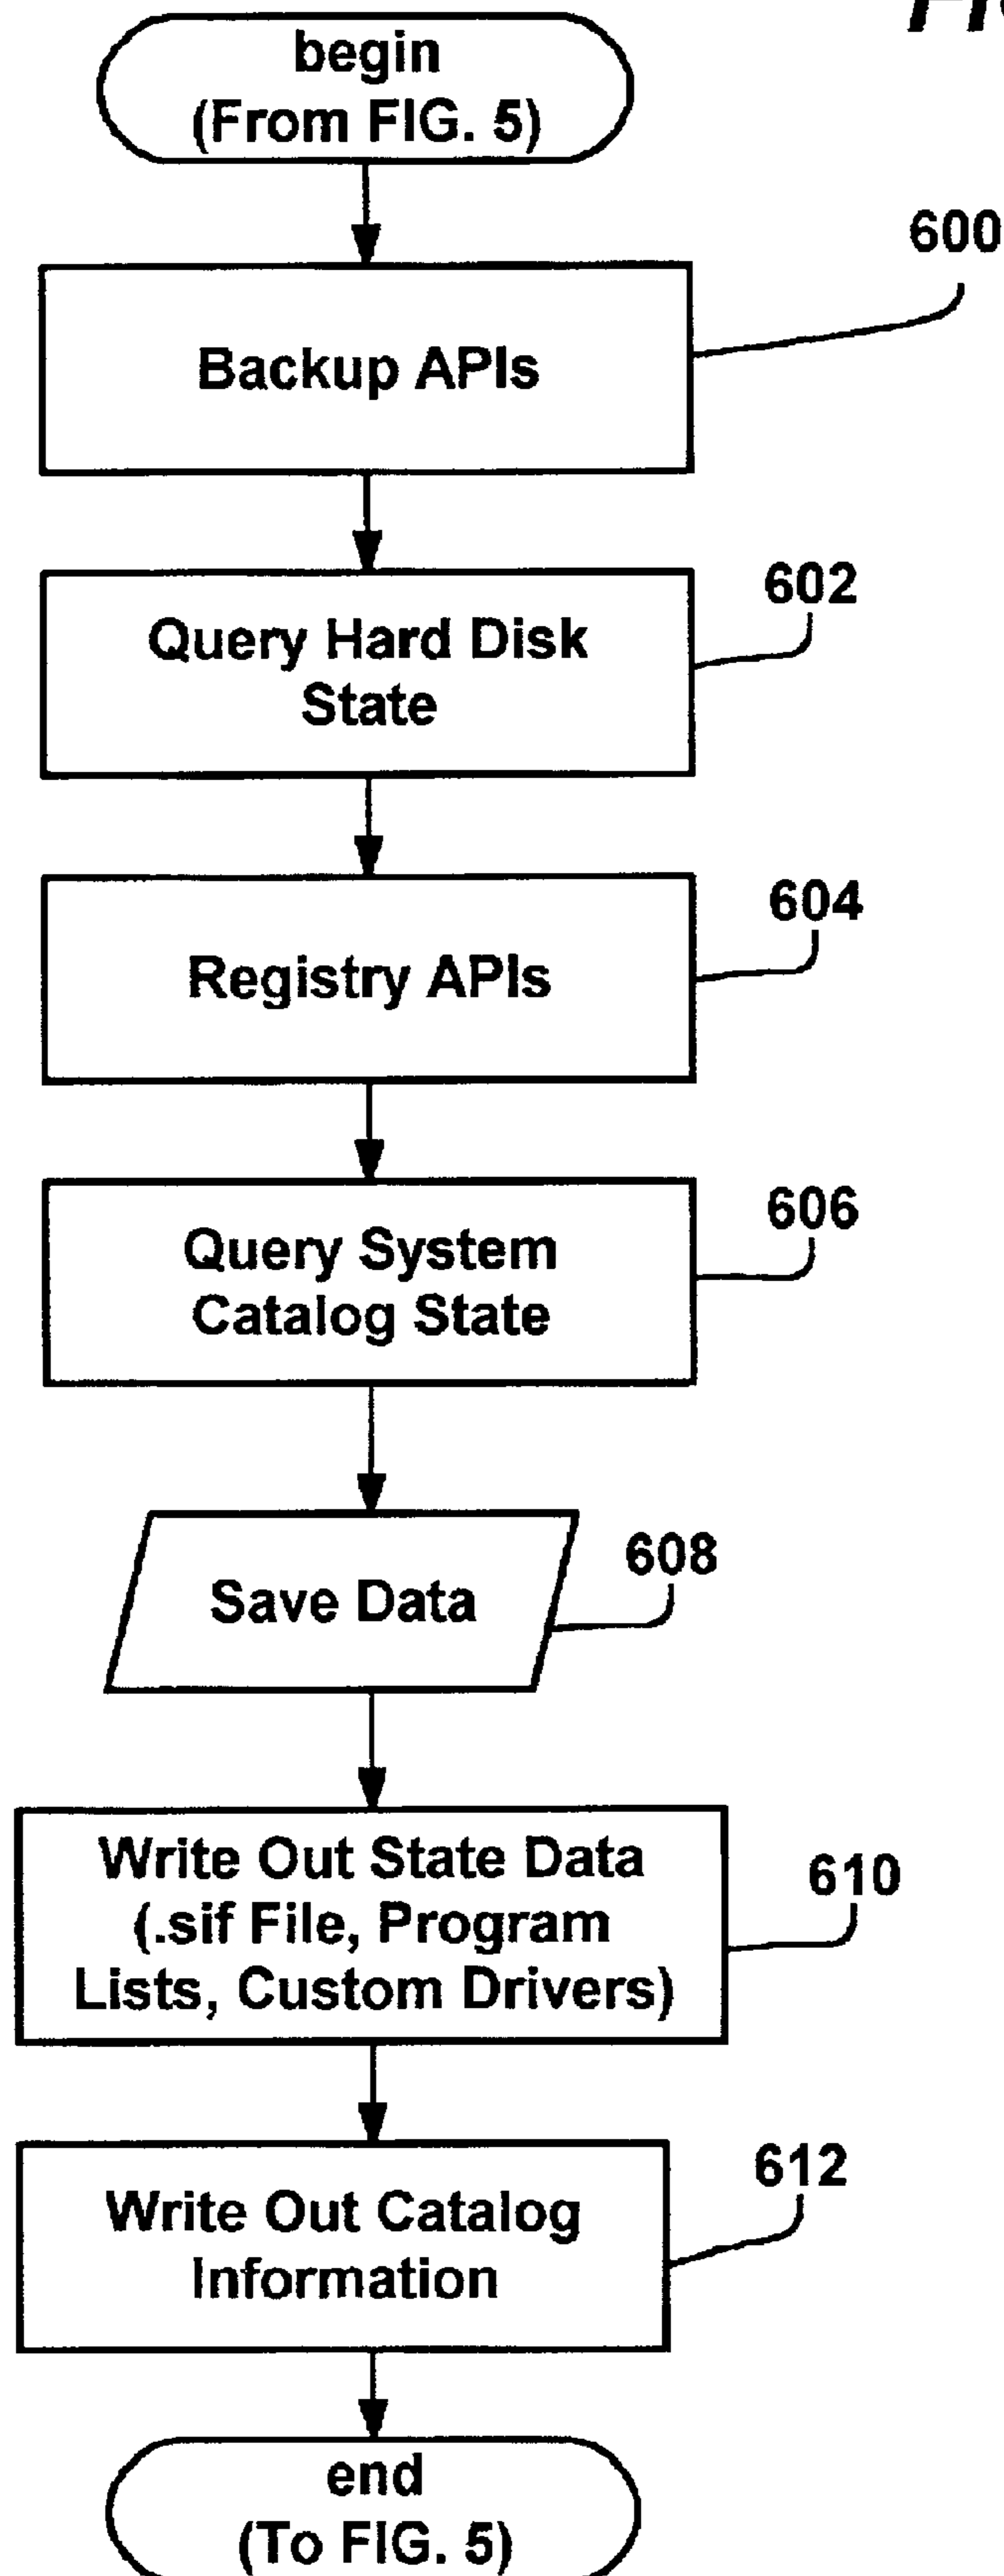 begin
(From FIG. 5)
600
Backup APIs
602
Query Hard Disk
State
604
Registry APIs
606
Query System
Catalog State
608
Save Data
610
Write Out State Data
(.sif File, Program
Lists, Custom Drivers)
612
Write Out Catalog
Information
end
(To FIG. 5)